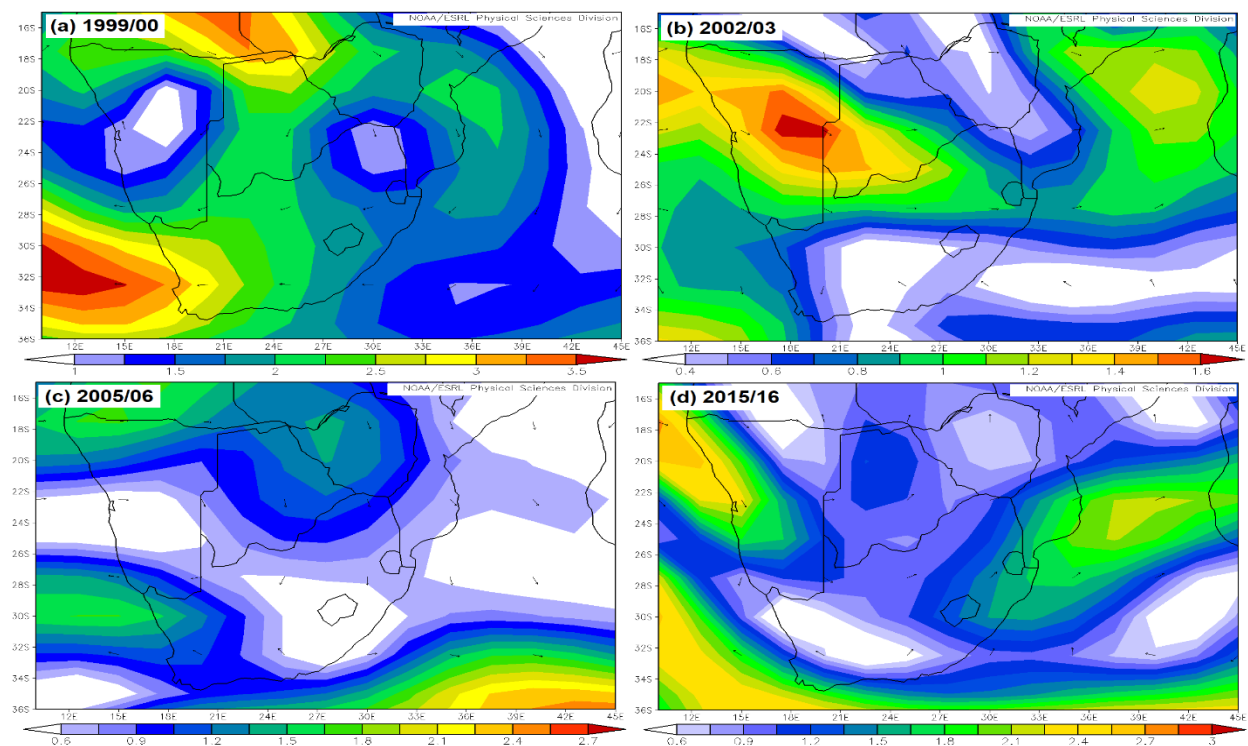 (a) 1999/00
NOAA/ESRL Physical Sciences Division
16S
18S
20S
22S
24S
26S
28S
30S
32S
34S
36S
12E 15E 18E 21E 24E 27E 30E 33E 36E 39E 42E 45E
1 1.5 2 2.5 3 3.5
(b) 2002/03
NOAA/ESRL Physical Sciences Division
16S
18S
20S
22S
24S
26S
28S
30S
32S
34S
36S
12E 15E 18E 21E 24E 27E 30E 33E 36E 39E 42E 45E
0.4 0.6 0.8 1 1.2 1.4 1.6
(c) 2005/06
NOAA/ESRL Physical Sciences Division
16S
18S
20S
22S
24S
26S
28S
30S
32S
34S
36S
12E 15E 18E 21E 24E 27E 30E 33E 36E 39E 42E 45E
0.6 0.9 1.2 1.5 1.8 2.1 2.4 2.7
(d) 2015/16
NOAA/ESRL Physical Sciences Division
16S
18S
20S
22S
24S
26S
28S
30S
32S
34S
36S
12E 15E 18E 21E 24E 27E 30E 33E 36E 39E 42E 45E
0.6 0.9 1.2 1.5 1.8 2.1 2.4 2.7 3